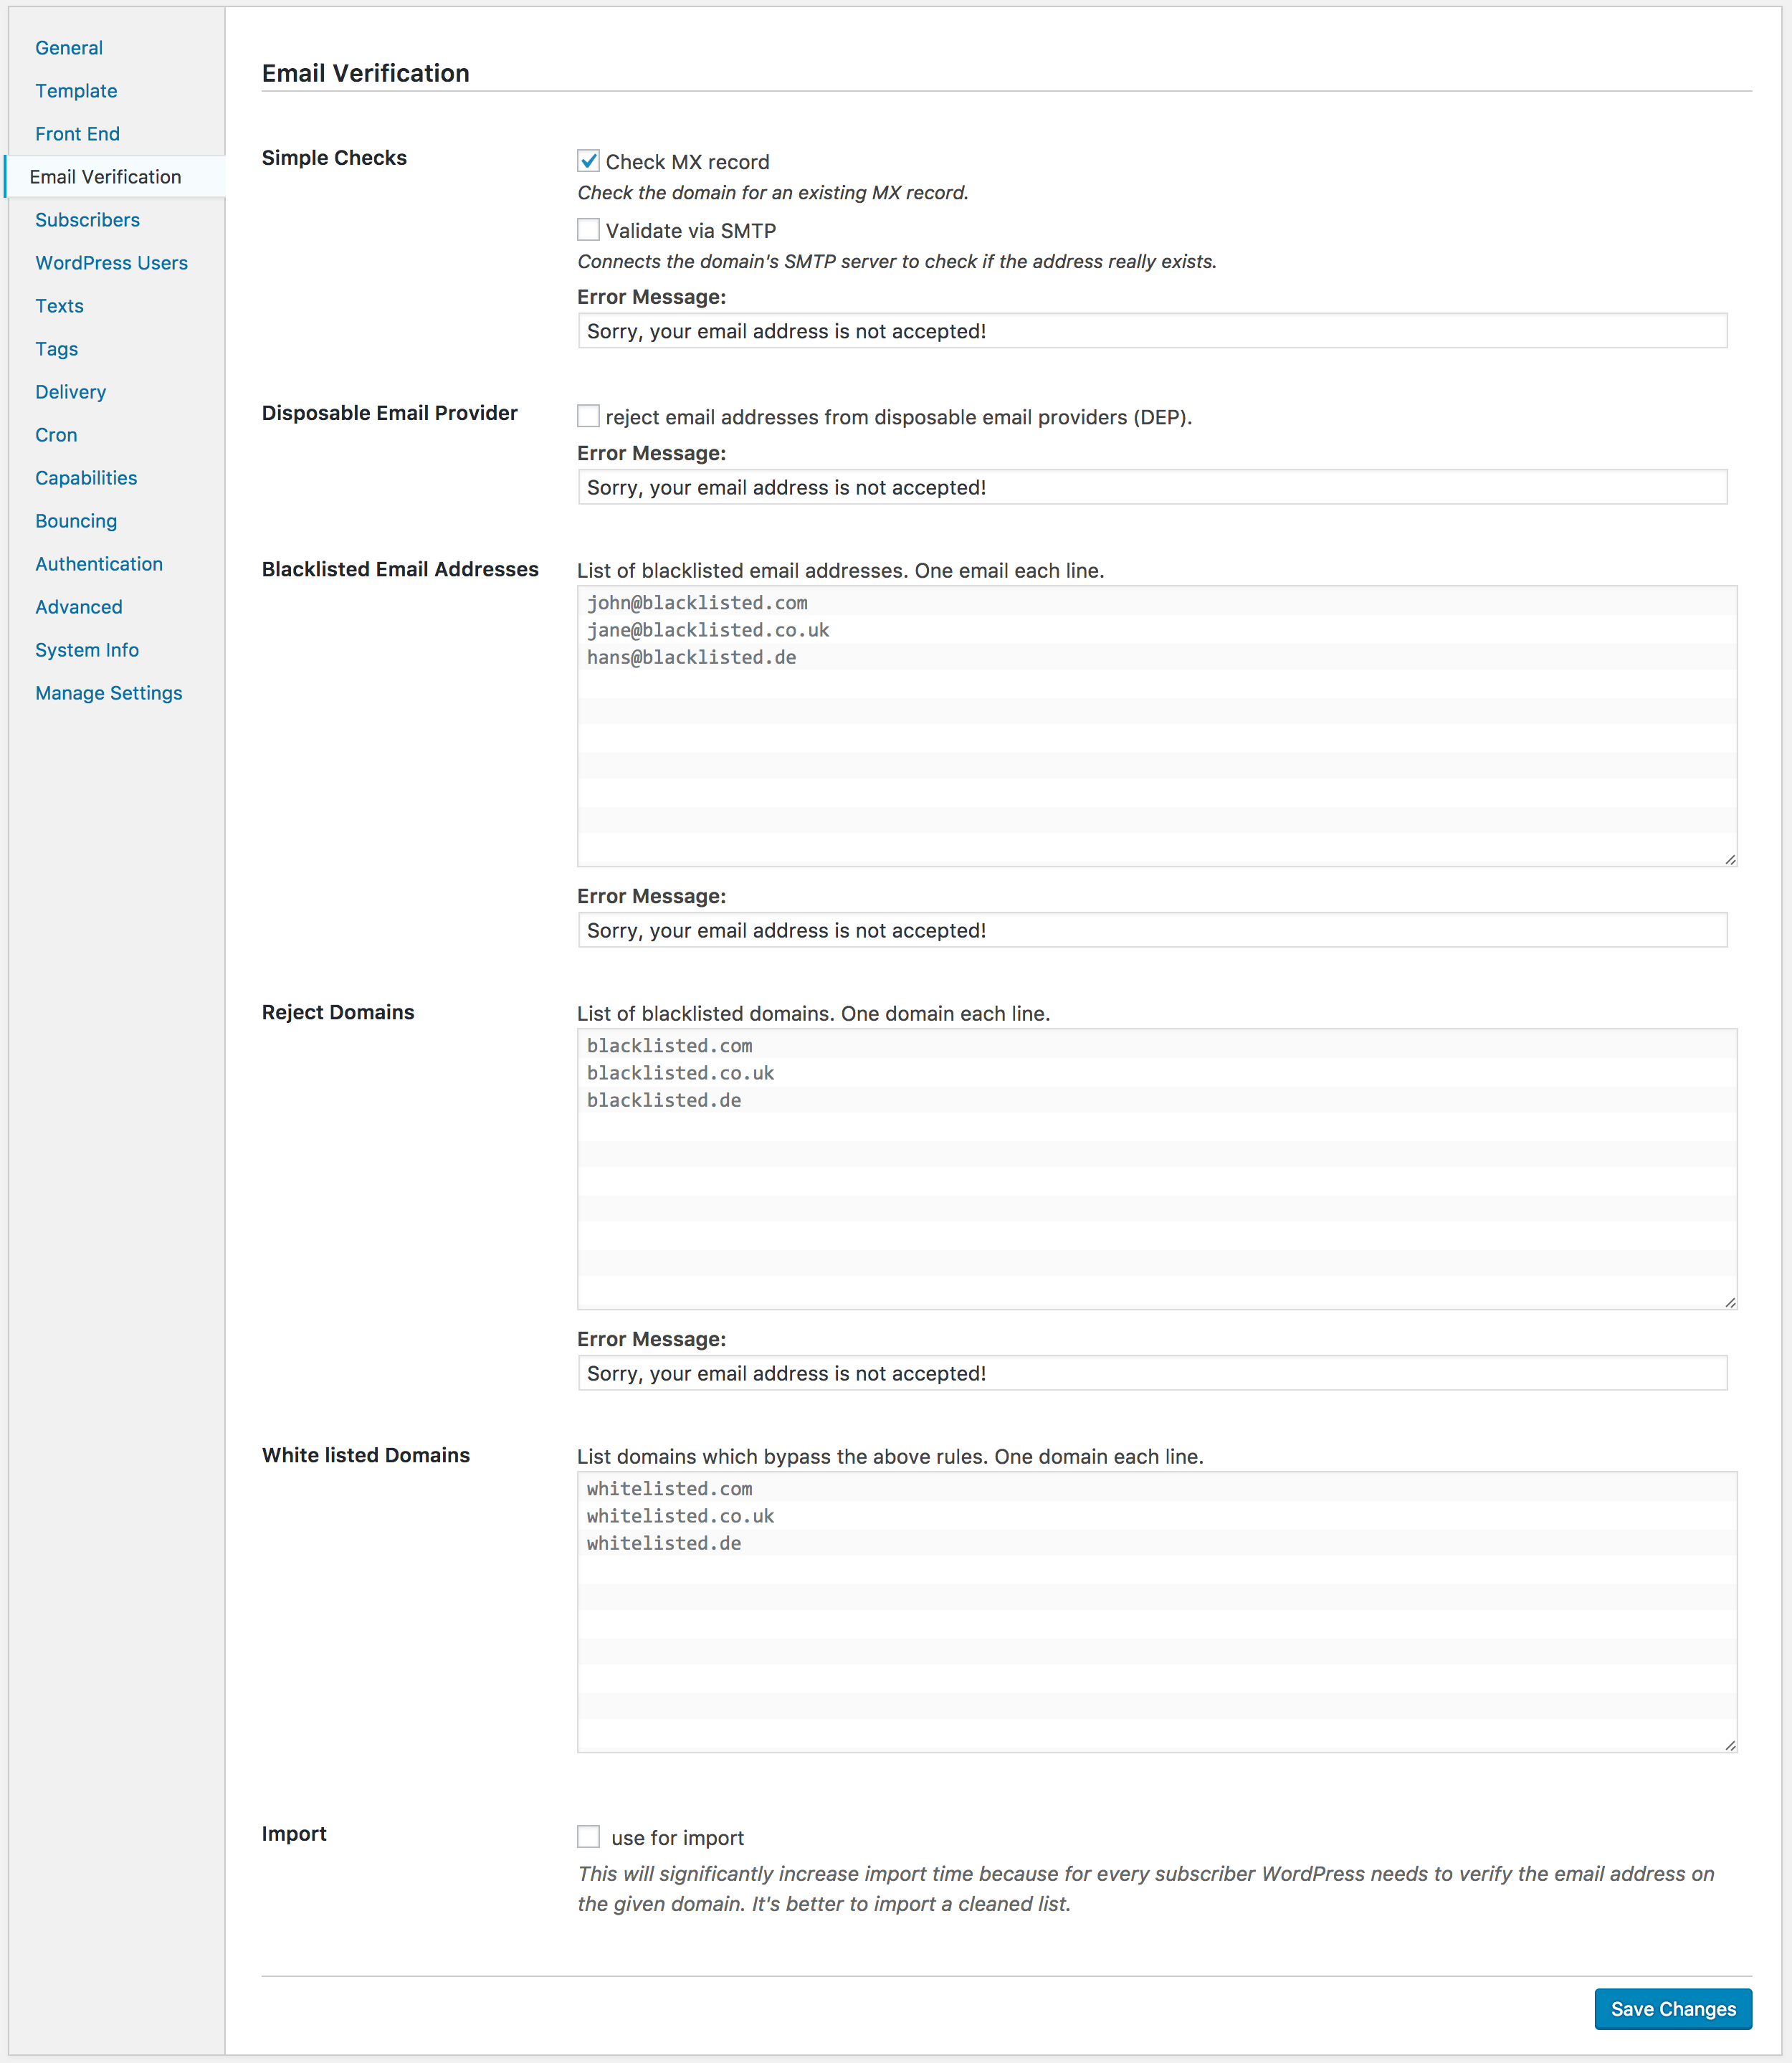 General
Template
Front End
Email Verification
Subscribers
WordPress Users
Texts
Tags
Delivery
Cron
Capabilities
Bouncing
Authentication
Advanced
System Info
Manage Settings
Email Verification
Simple Checks
Check MX record
Check the domain for an existing MX record.
Validate via SMTP
Connects the domain's SMTP server to check if the address really exists.
Error Message:
Sorry, your email address is not accepted!
Disposable Email Provider
reject email addresses from disposable email providers (DEP).
Error Message:
Sorry, your email address is not accepted!
Blacklisted Email Addresses
List of blacklisted email addresses. One email each line.
john@blacklisted.com
jane@blacklisted.co.uk
hans@blacklisted.de
Error Message:
Sorry, your email address is not accepted!
Reject Domains
List of blacklisted domains. One domain each line.
blacklisted.com
blacklisted.co.uk
blacklisted.de
Error Message:
Sorry, your email address is not accepted!
White listed Domains
List domains which bypass the above rules. One domain each line.
whitelisted.com
whitelisted.co.uk
whitelisted.de
Import
use for import
This will significantly increase import time because for every subscriber WordPress needs to verify the email address on
the given domain. It's better to import a cleaned list.
Save Changes